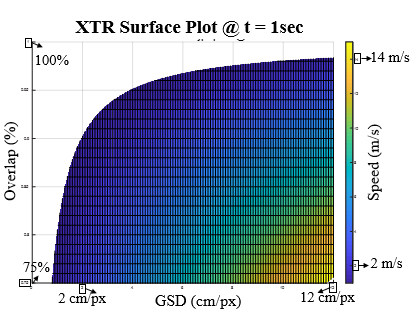 XTR Surface Plot @ t = 1sec
100%
14 m/s
Overlap (%)
Speed (m/s)
75%
2 m/s
2 cm/px
GSD (cm/px)
12 cm/px